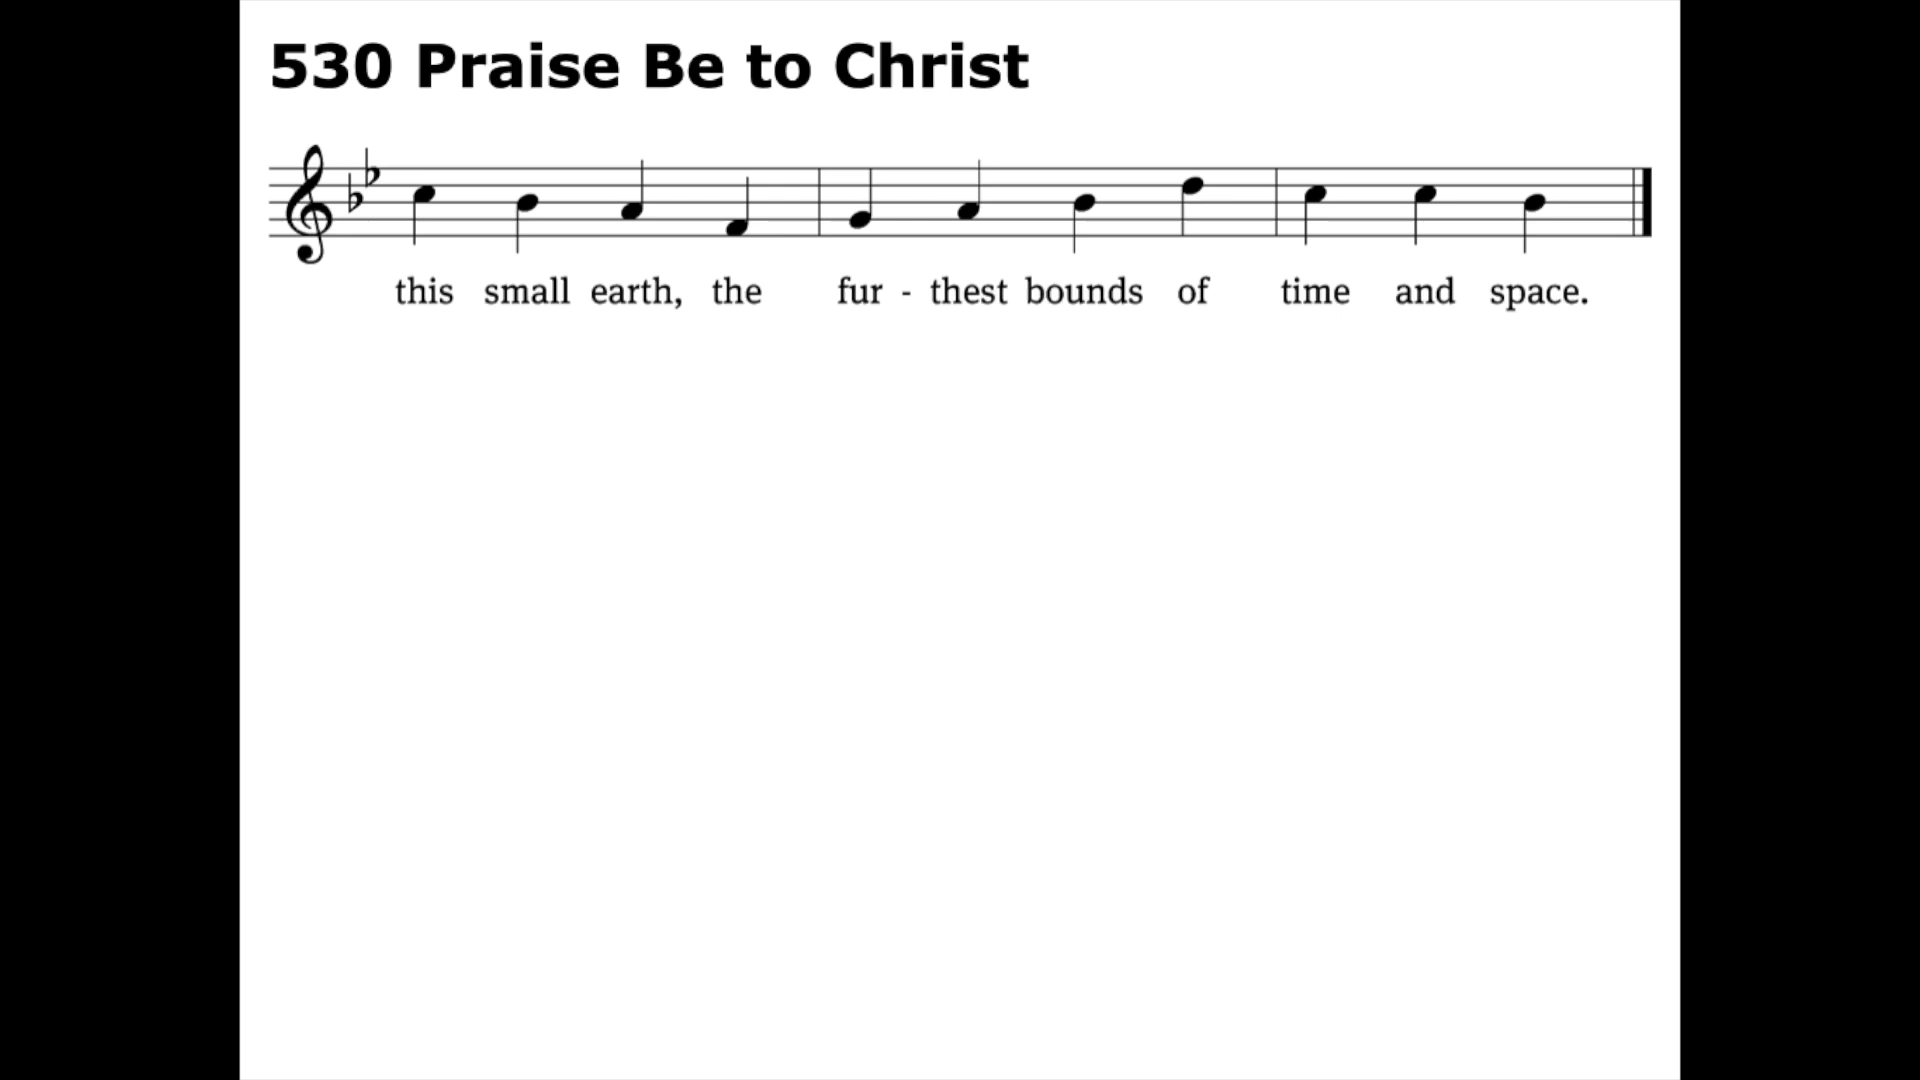 530 Praise Be to Christ
this small earth, the fur - thest bounds of time and space.